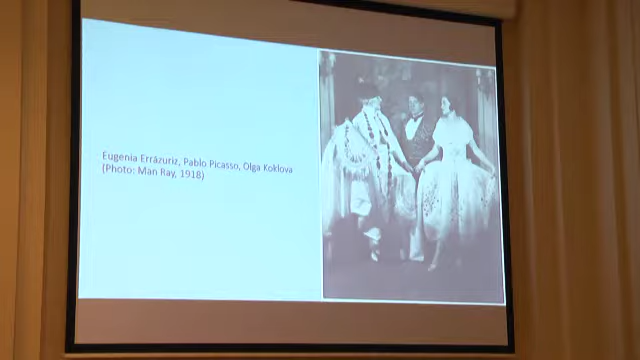 Eugenia Errázuriz, Pablo Picasso, Olga Koklova
(Photo: Man Ray, 1918)